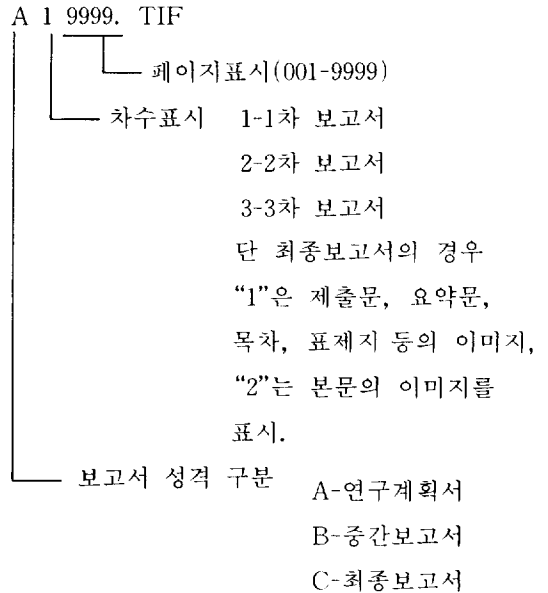 A 1 9999. TIF
페이지표시(001-9999)
차수표시 1-1차 보고서
2-2차 보고서
3-3차 보고서
단 최종보고서의 경우
“1”은 제출문, 요약문,
목차, 표제지 등의 이미지,
“2”는 본문의 이미지를
표시.
보고서 성격 구분 A-연구계획서
B-중간보고서
C-최종보고서